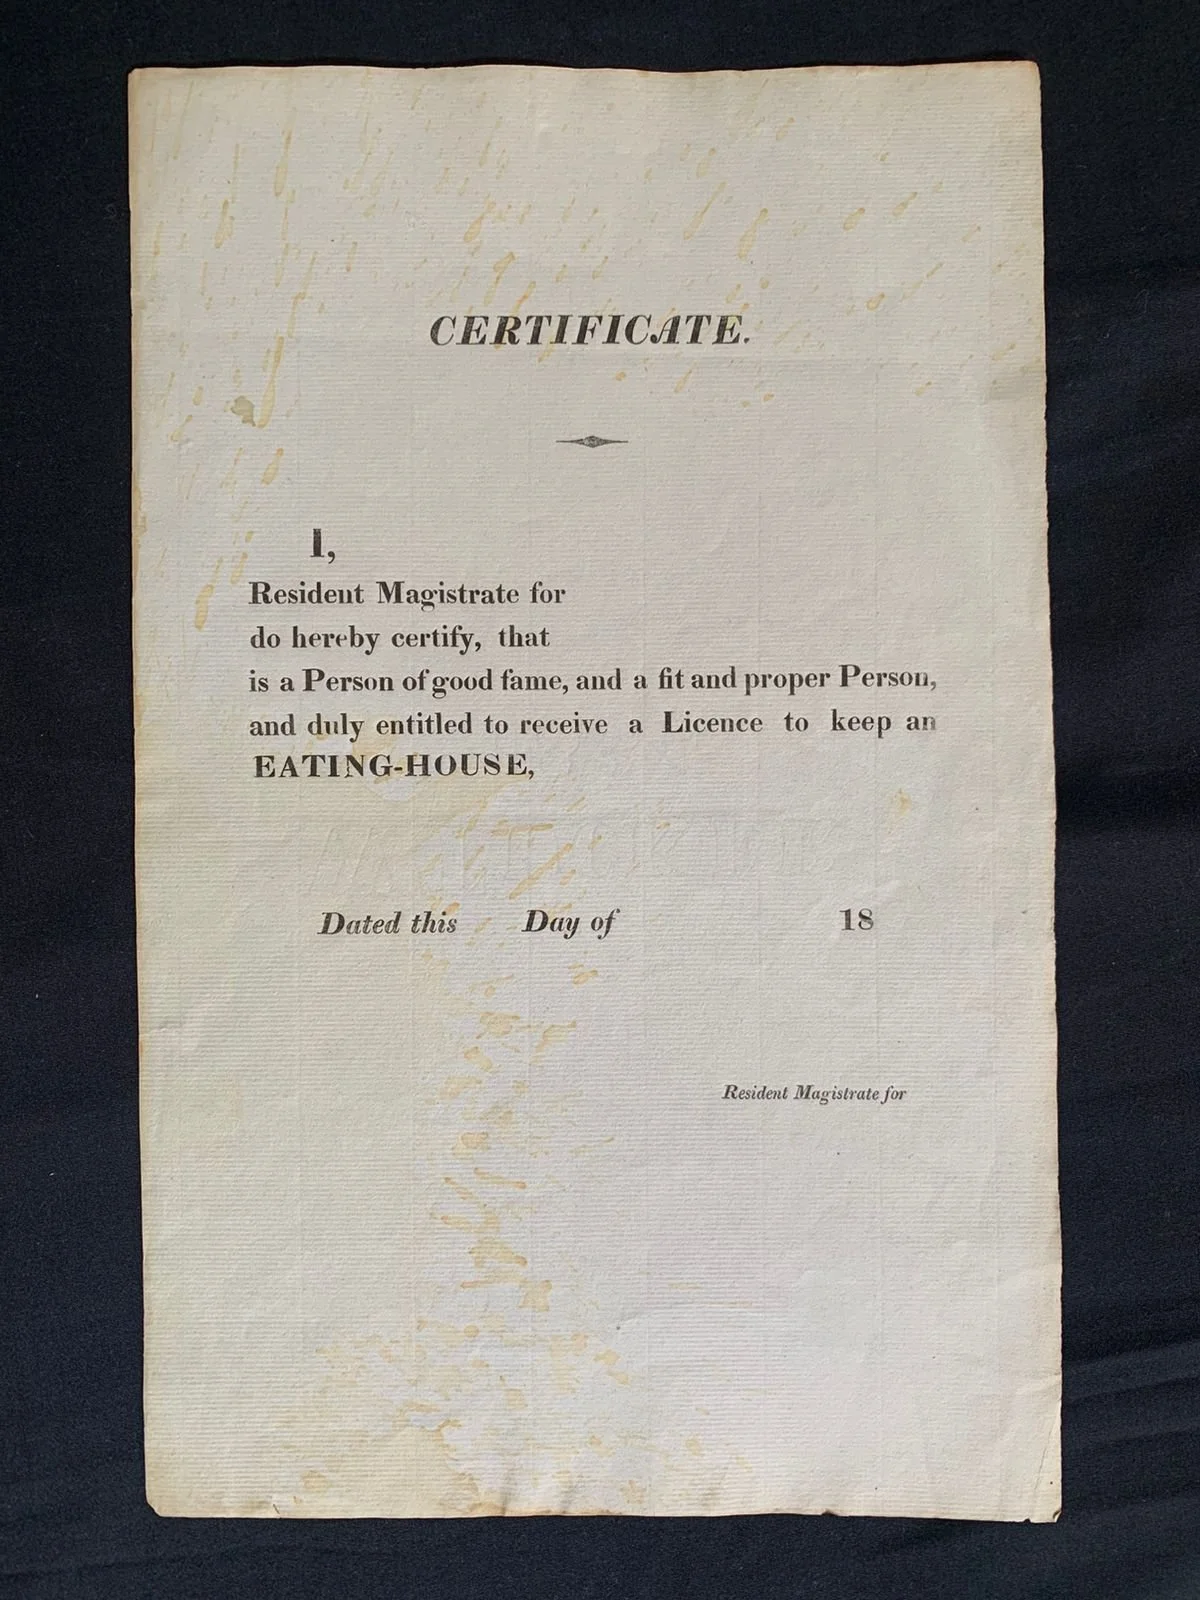 CERTIFICATE.
I,
Resident Magistrate for
do hereby certify, that
is a Person of good fame, and a fit and proper Person,
and duly entitled to receive a Licence to keep an
EATING-HOUSE,
Dated this Day of 18
Resident Magistrate for